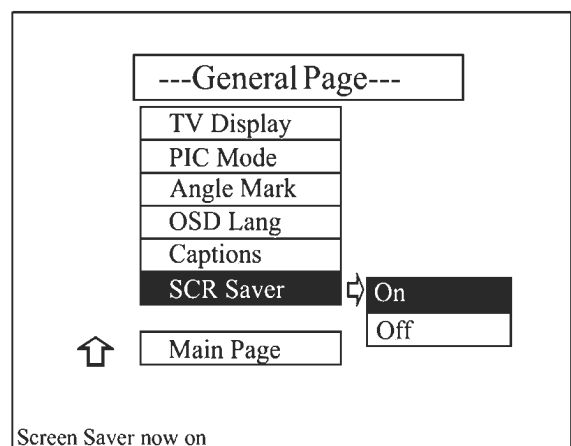 ---General Page---
TV Display
PIC Mode
Angle Mark
OSD Lang
Captions
SCR Saver
On
Off
Main Page
Screen Saver now on